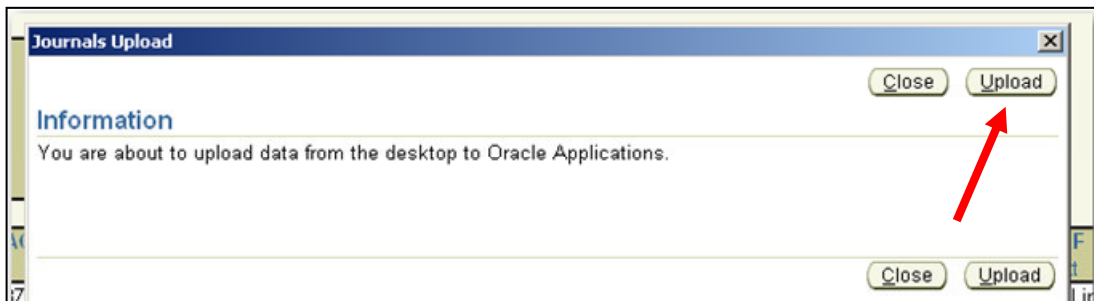 Journals Upload
Close Upload
Information
You are about to upload data from the desktop to Oracle Applications.
Close Upload